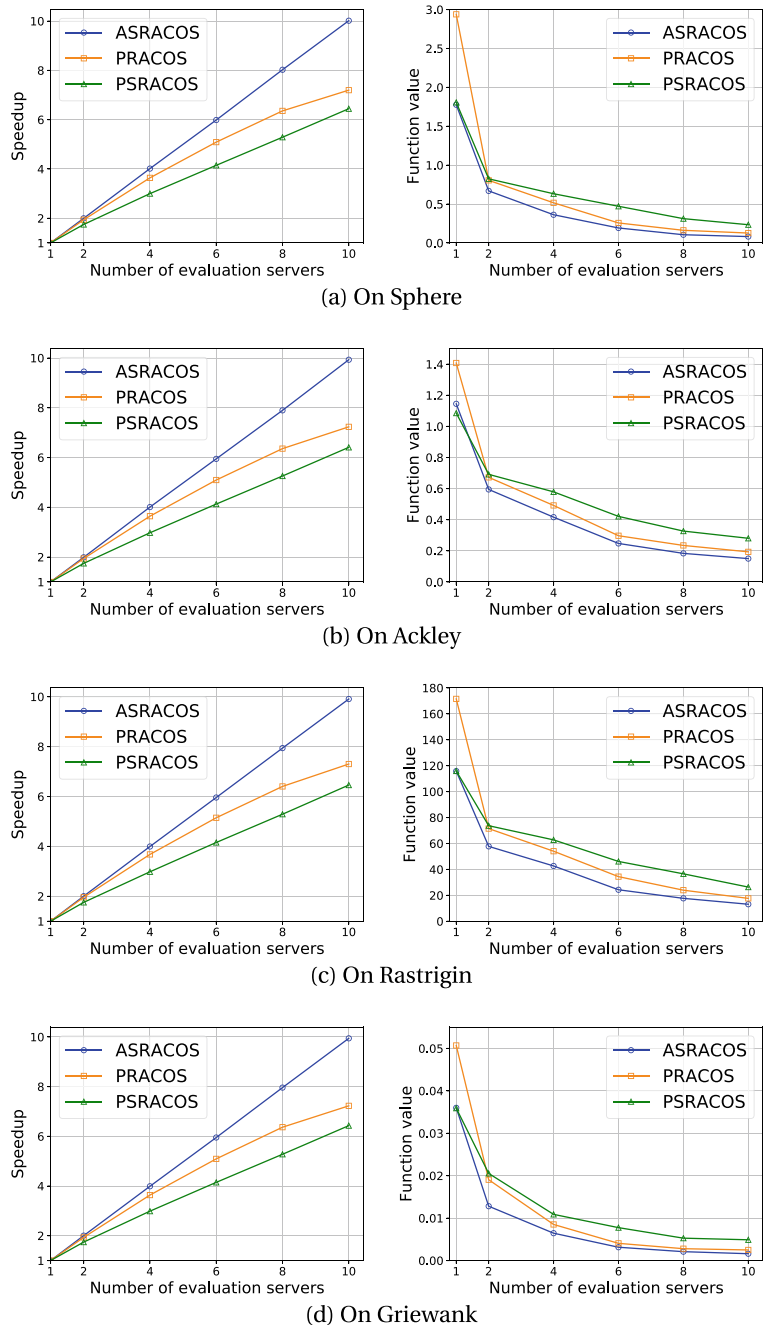 10
8
6
4
2
1
Speedup
ASRACOS
PRACOS
PSRACOS
1 2 4 6 8 10
Number of evaluation servers
3.0
2.5
2.0
1.5
1.0
0.5
0.0
Function value
ASRACOS
PRACOS
PSRACOS
1 2 4 6 8 10
Number of evaluation servers
(a) On Sphere
10
8
6
4
2
1
Speedup
ASRACOS
PRACOS
PSRACOS
1 2 4 6 8 10
Number of evaluation servers
1.4
1.2
1.0
0.8
0.6
0.4
0.2
0.0
Function value
ASRACOS
PRACOS
PSRACOS
1 2 4 6 8 10
Number of evaluation servers
(b) On Ackley
10
8
6
4
2
1
Speedup
ASRACOS
PRACOS
PSRACOS
1 2 4 6 8 10
Number of evaluation servers
180
160
140
120
100
80
60
40
20
0
Function value
ASRACOS
PRACOS
PSRACOS
1 2 4 6 8 10
Number of evaluation servers
(c) On Rastrigin
10
8
6
4
2
1
Speedup
ASRACOS
PRACOS
PSRACOS
1 2 4 6 8 10
Number of evaluation servers
0.05
0.04
0.03
0.02
0.01
0.00
Function value
ASRACOS
PRACOS
PSRACOS
1 2 4 6 8 10
Number of evaluation servers
(d) On Griewank